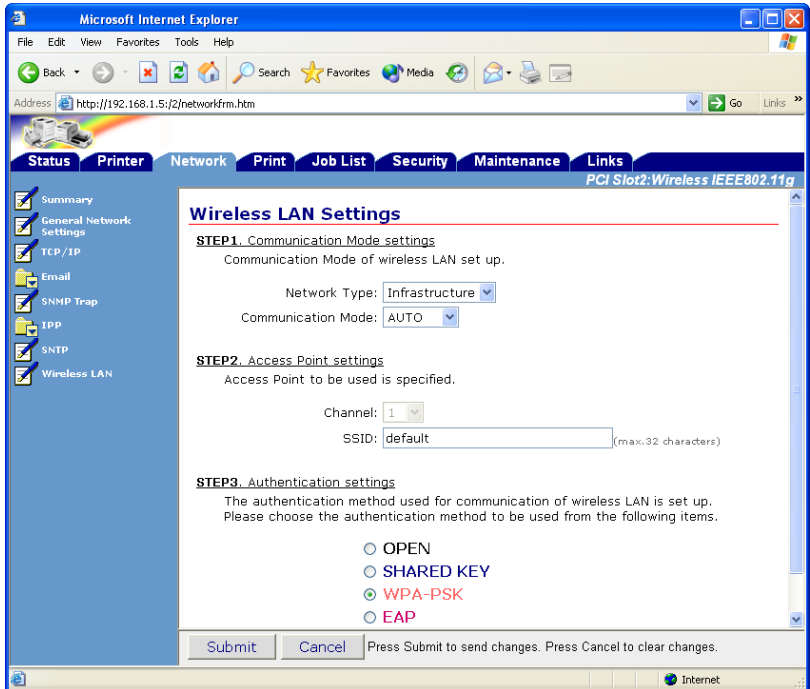 Microsoft Internet Explorer
File Edit View Favorites Tools Help
Back Search Favorites Media
Address http://192.168.1.5:/2/networkfrm.htm Go Links »
Status Printer Network Print Job List Security Maintenance Links
PCI Slot2:Wireless IEEE802.11g
Summary
General Network
Settings
TCP/IP
Email
SNMP Trap
IPP
SNTP
Wireless LAN
Wireless LAN Settings
STEP1. Communication Mode settings
Communication Mode of wireless LAN set up.
Network Type: Infrastructure
Communication Mode: AUTO
STEP2. Access Point settings
Access Point to be used is specified.
Channel: 1
SSID: default (max.32 characters)
STEP3. Authentication settings
The authentication method used for communication of wireless LAN is set up.
Please choose the authentication method to be used from the following items.
OPEN
SHARED KEY
WPA-PSK
EAP
Submit Cancel Press Submit to send changes. Press Cancel to clear changes.
Internet